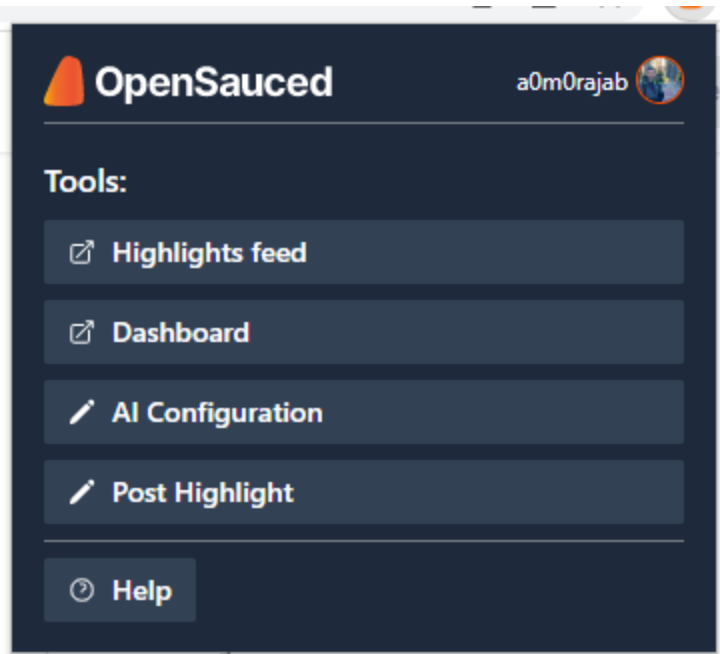 OpenSauced
a0m0rajab
Tools:
Highlights feed
Dashboard
AI Configuration
Post Highlight
Help